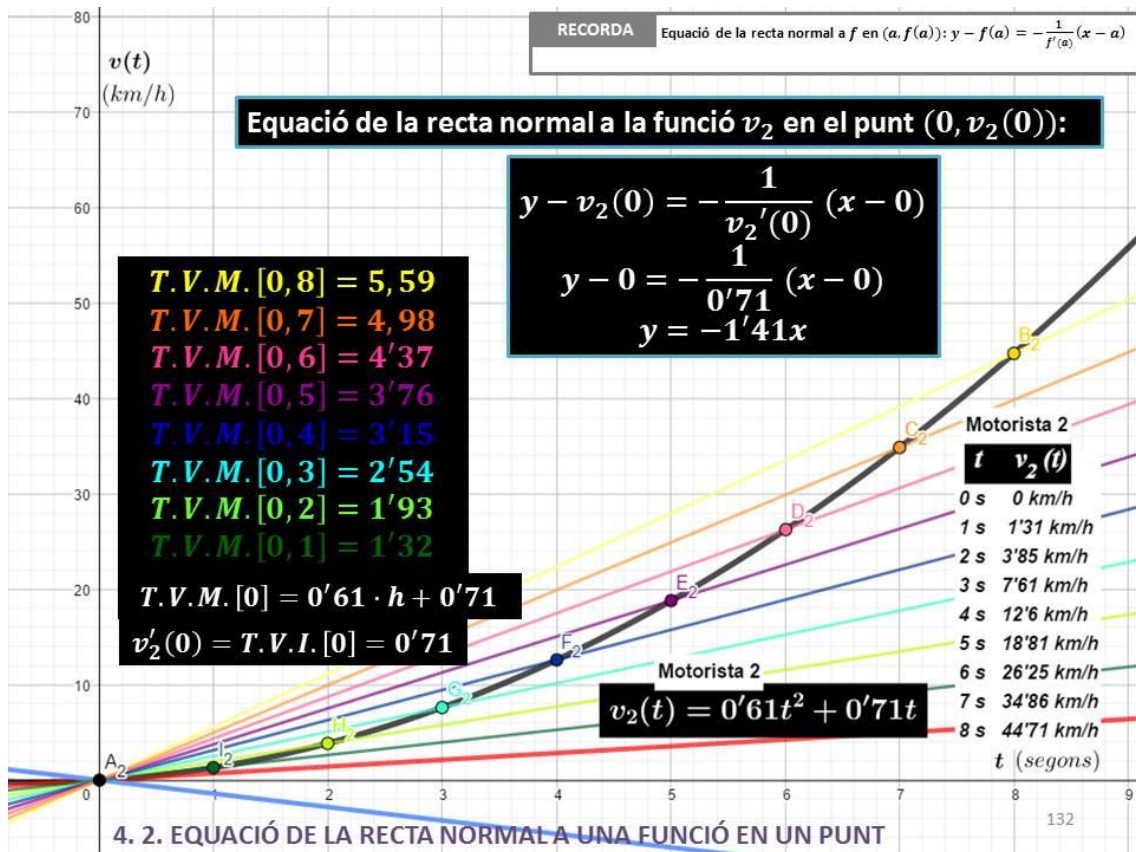 RECORDA Equació de la recta normal a f en (a, f(a)): y − f(a) = − 1/f′(a) (x − a)
v(t)
(km/h)
80
70
60
50
40
30
20
10
0 1 2 3 4 5 6 7 8 9
Equació de la recta normal a la funció v₂ en el punt (0, v₂(0)):
y − v₂(0) = − 1/v₂′(0) (x − 0)
y − 0 = − 1/0′71 (x − 0)
y = −1′41x
T.V.M.[0, 8] = 5,59
T.V.M.[0, 7] = 4,98
T.V.M.[0, 6] = 4′37
T.V.M.[0, 5] = 3′76
T.V.M.[0, 4] = 3′15
T.V.M.[0, 3] = 2′54
T.V.M.[0, 2] = 1′93
T.V.M.[0, 1] = 1′32
T.V.M.[0] = 0′61 · h + 0′71
v₂′(0) = T.V.I.[0] = 0′71
A₂
I₂
H₂
G₂
F₂
E₂
D₂
C₂
B₂
Motorista 2
v₂(t) = 0′61t² + 0′71t
Motorista 2
t v₂(t)
0 s 0 km/h
1 s 1'31 km/h
2 s 3'85 km/h
3 s 7'61 km/h
4 s 12'6 km/h
5 s 18'81 km/h
6 s 26'25 km/h
7 s 34'86 km/h
8 s 44'71 km/h
t (segons)
4. 2. EQUACIÓ DE LA RECTA NORMAL A UNA FUNCIÓ EN UN PUNT
132